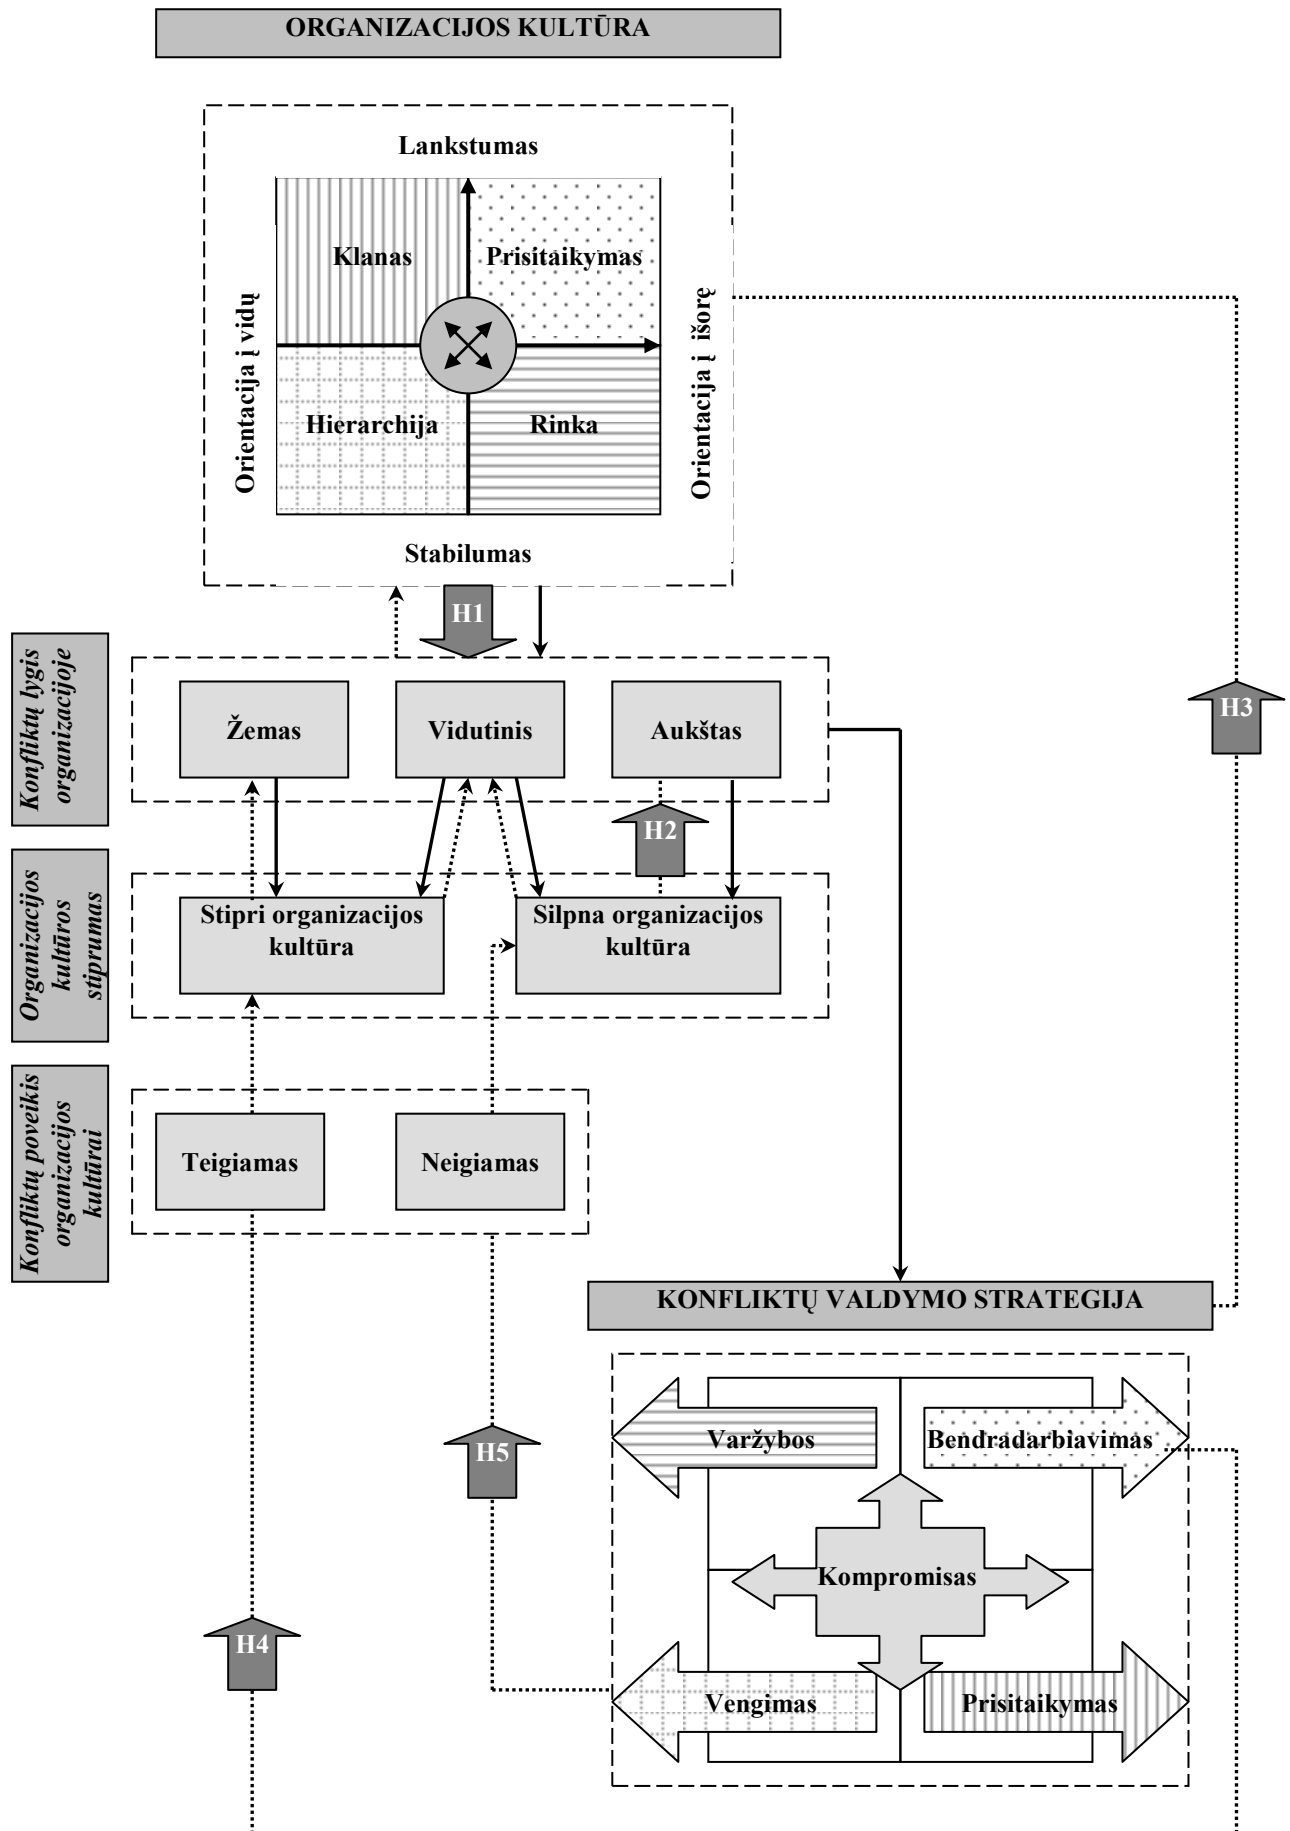 ORGANIZACIJOS KULTŪRA
Lankstumas
Klanas
Prisitaikymas
Orientacija į vidų
Orientacija į išorę
Hierarchija
Rinka
Stabilumas
H1
Konfliktų lygis
organizacijoje
Žemas
Vidutinis
Aukštas
H3
H2
Organizacijos
kultūros
stiprumas
Stipri organizacijos
kultūra
Silpna organizacijos
kultūra
Konfliktų poveikis
organizacijos
kultūrai
Teigiamas
Neigiamas
KONFLIKTŲ VALDYMO STRATEGIJA
Varžybos
Bendradarbiavimas
H5
Kompromisas
H4
Vengimas
Prisitaikymas